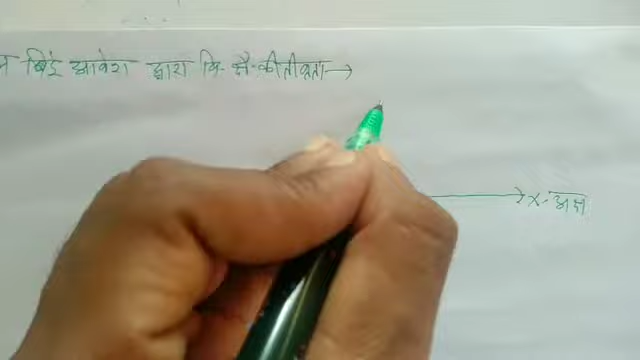 बिंदु आवेश द्वारा वि. क्षै. की तीव्रता →
x-अक्ष